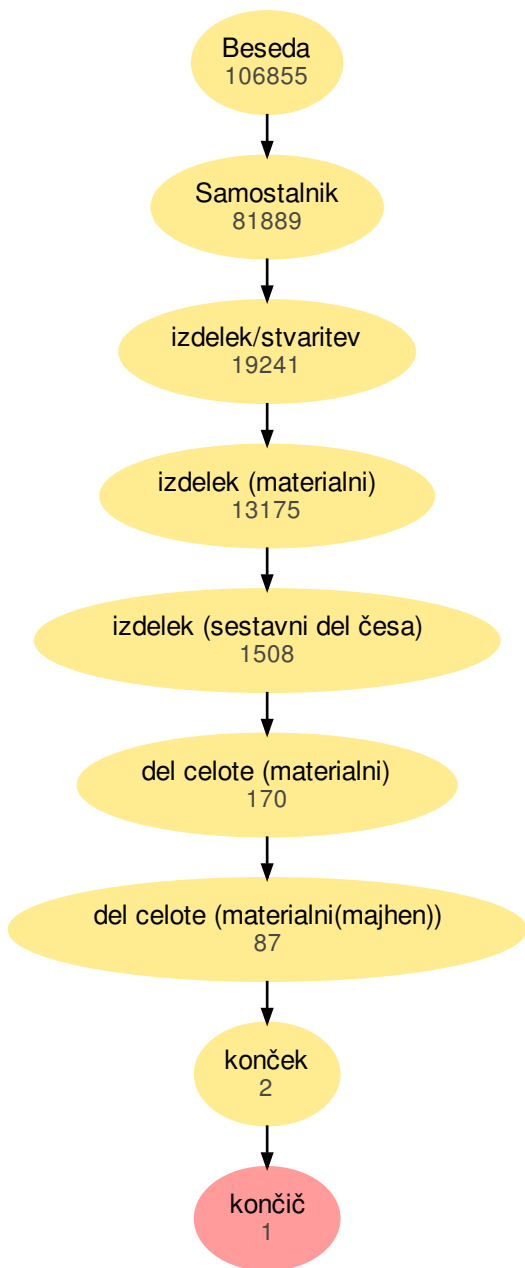 Beseda
106855
Samostalnik
81889
izdelek/stvaritev
19241
izdelek (materialni)
13175
izdelek (sestavni del česa)
1508
del celote (materialni)
170
del celote (materialni(majhen))
87
konček
2
končič
1